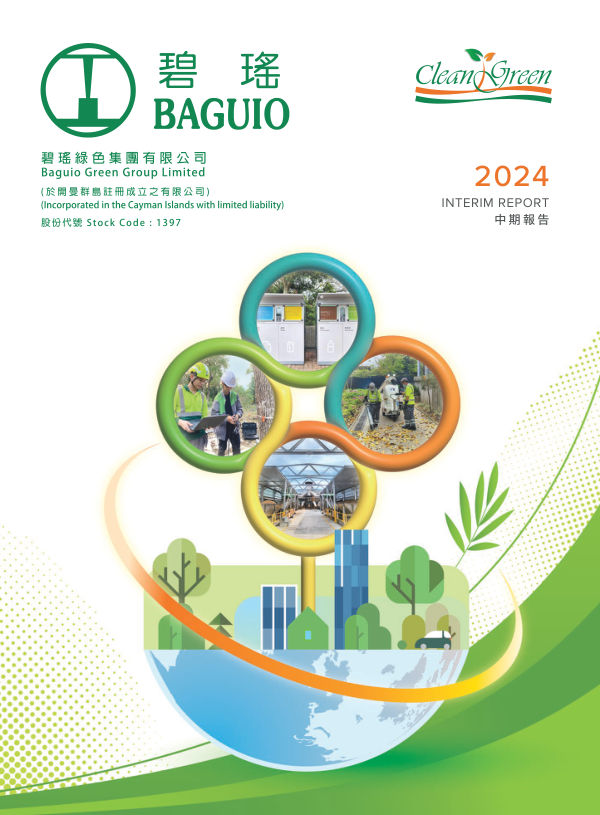 碧瑤
BAGUIO
碧瑤綠色集團有限公司
Baguio Green Group Limited
(於開曼群島註冊成立之有限公司)
(Incorporated in the Cayman Islands with limited liability)
股份代號 Stock Code : 1397
Clean Green
2024
INTERIM REPORT
中期報告